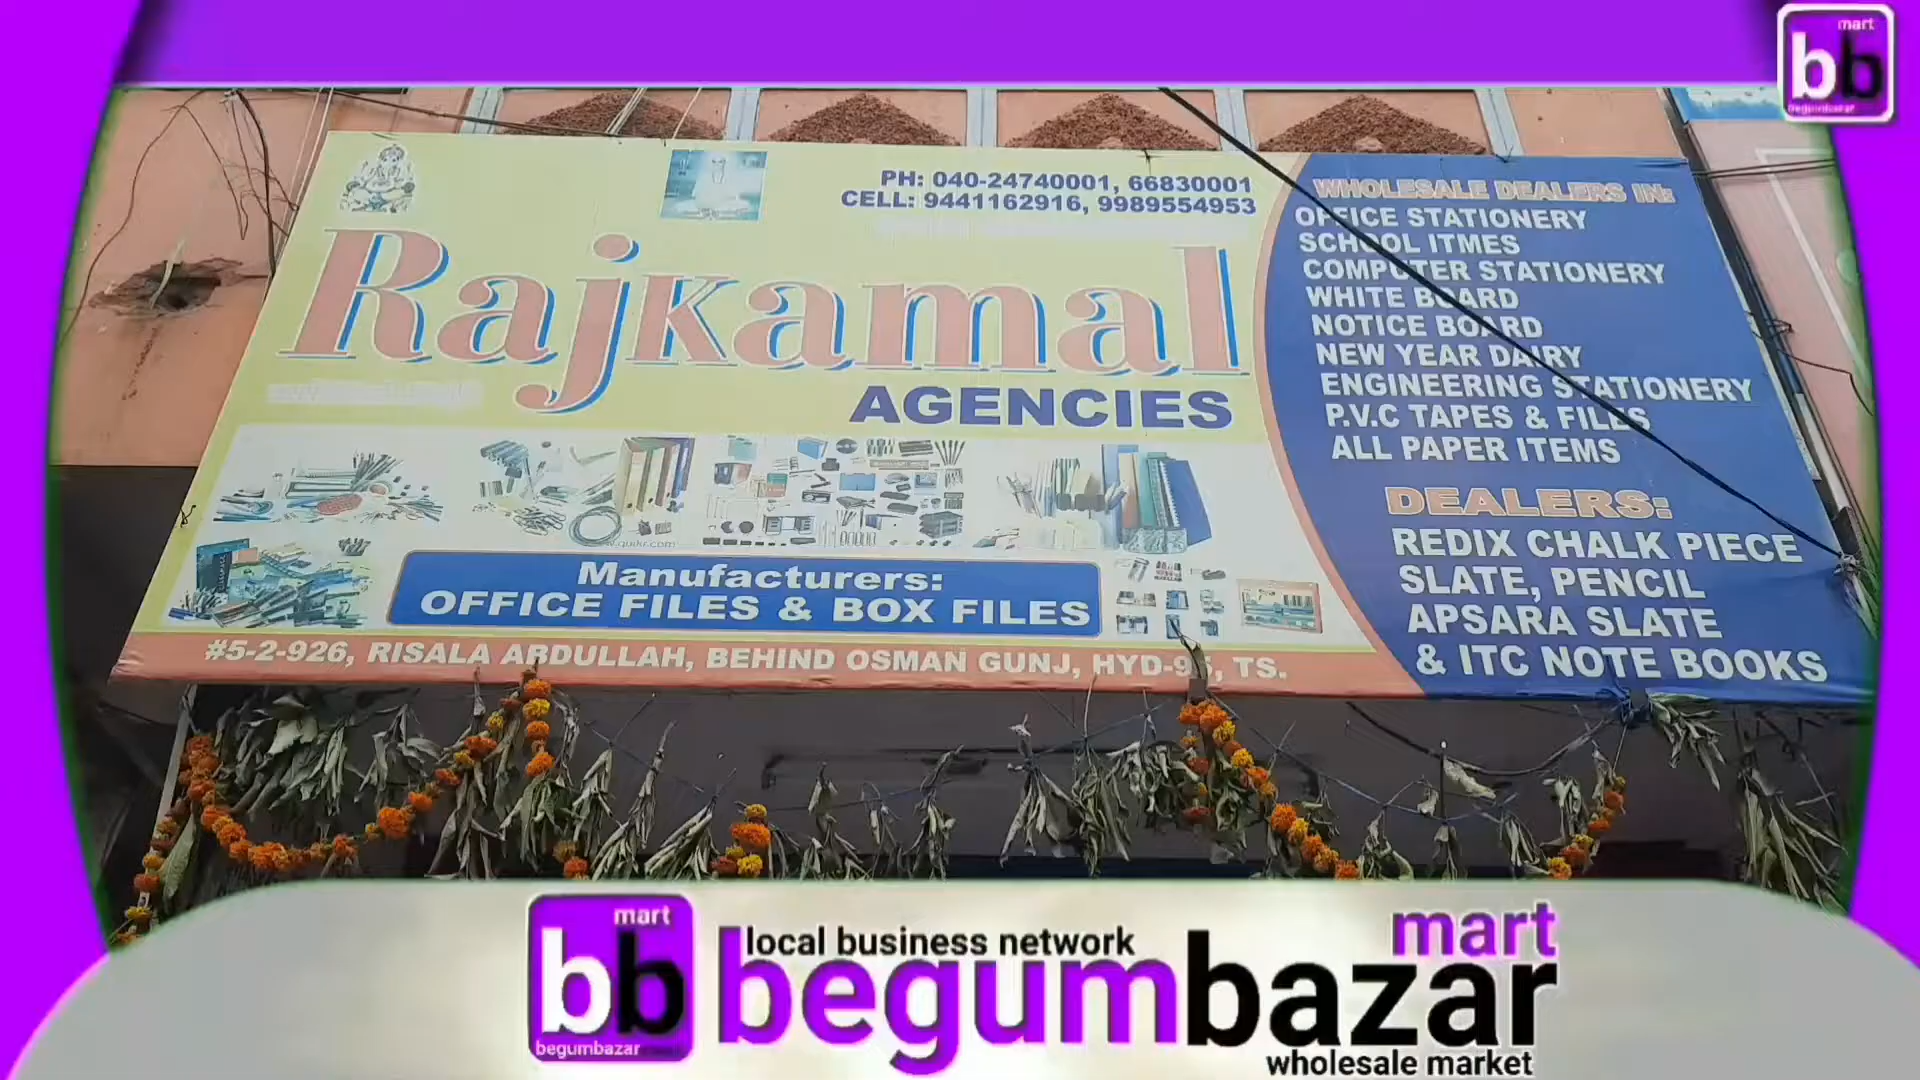 mart
bb
begumbazar
PH: 040-24740001, 66830001
CELL: 9441162916, 9989554953
Rajkamal
AGENCIES
Manufacturers:
OFFICE FILES & BOX FILES
#5-2-926, RISALA ABDULLAH, BEHIND OSMAN GUNJ, HYD-95, TS.
WHOLESALE DEALERS IN:
OFFICE STATIONERY
SCHOOL ITMES
COMPUTER STATIONERY
WHITE BOARD
NOTICE BOARD
NEW YEAR DAIRY
ENGINEERING STATIONERY
P.V.C TAPES & FILES
ALL PAPER ITEMS
DEALERS:
REDIX CHALK PIECE
SLATE, PENCIL
APSARA SLATE
& ITC NOTE BOOKS
mart
bb
begumbazar
local business network
mart
begumbazar
wholesale market